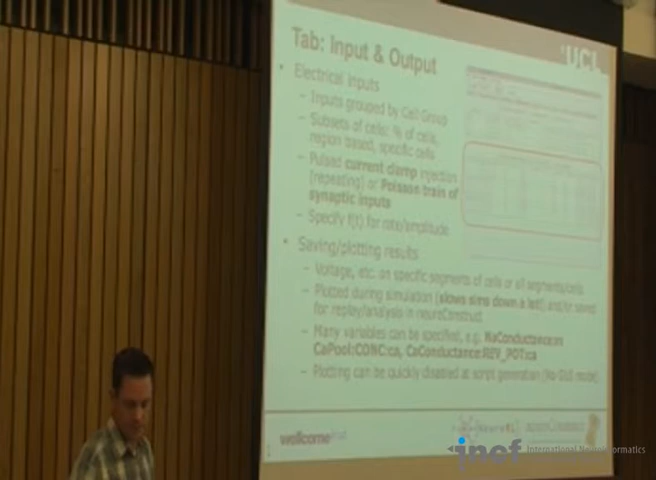 Tab: Input & Output
UCL
• Electrical inputs
– Inputs grouped by Cell Group
– Subsets of cells: % of cells,
region based, specific cells
– Pulsed current clamp injection
(repeating) or Poisson train of
synaptic inputs
– Specify f(t) for rate/amplitude
• Saving/plotting results
– Voltage, etc. on specific segments of cells or all segments/cells
– Plotted during simulation (slows sims down a lot) and/or saved
for replay/analysis in neuroConstruct
– Many variables can be specified, e.g. NaConductance:m
CaPool:CONC:ca, CaConductance:REV_POT:ca
– Plotting can be quickly disabled at script generation (No GUI mode)
wellcome trust
neuroConstruct
incf International Neuroinformatics